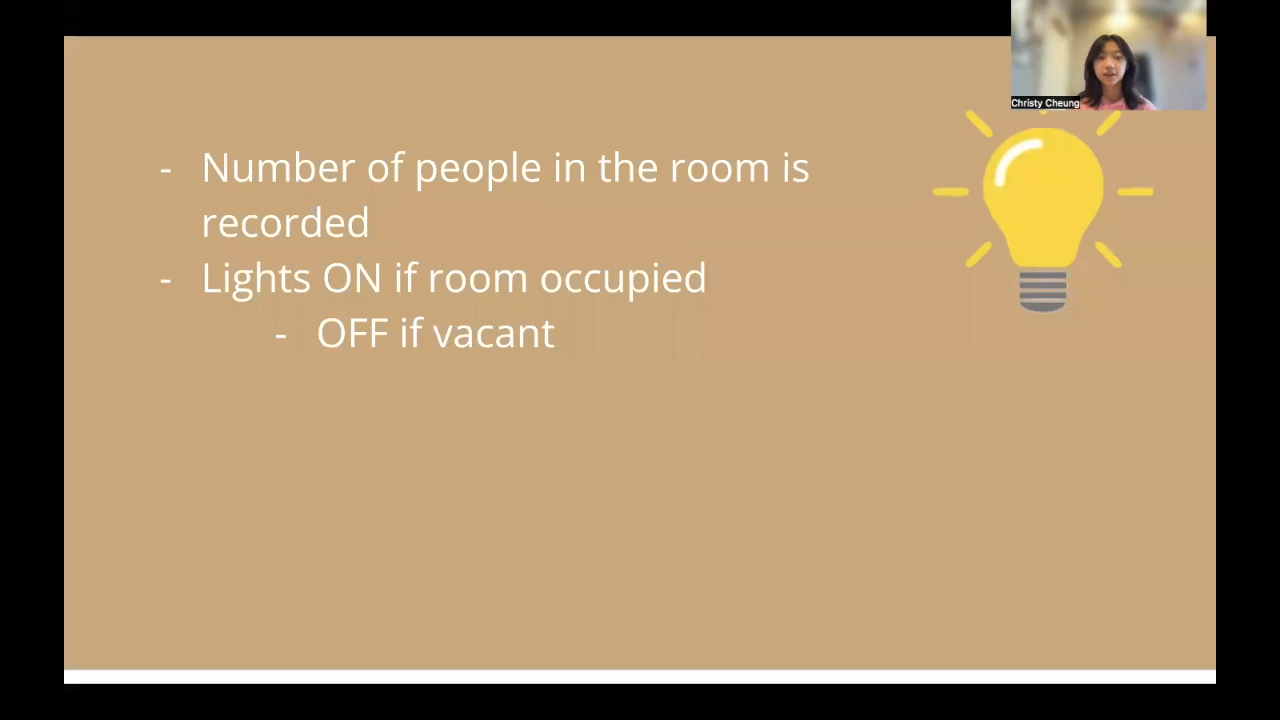 Christy Cheung
- Number of people in the room is
recorded
- Lights ON if room occupied
- OFF if vacant